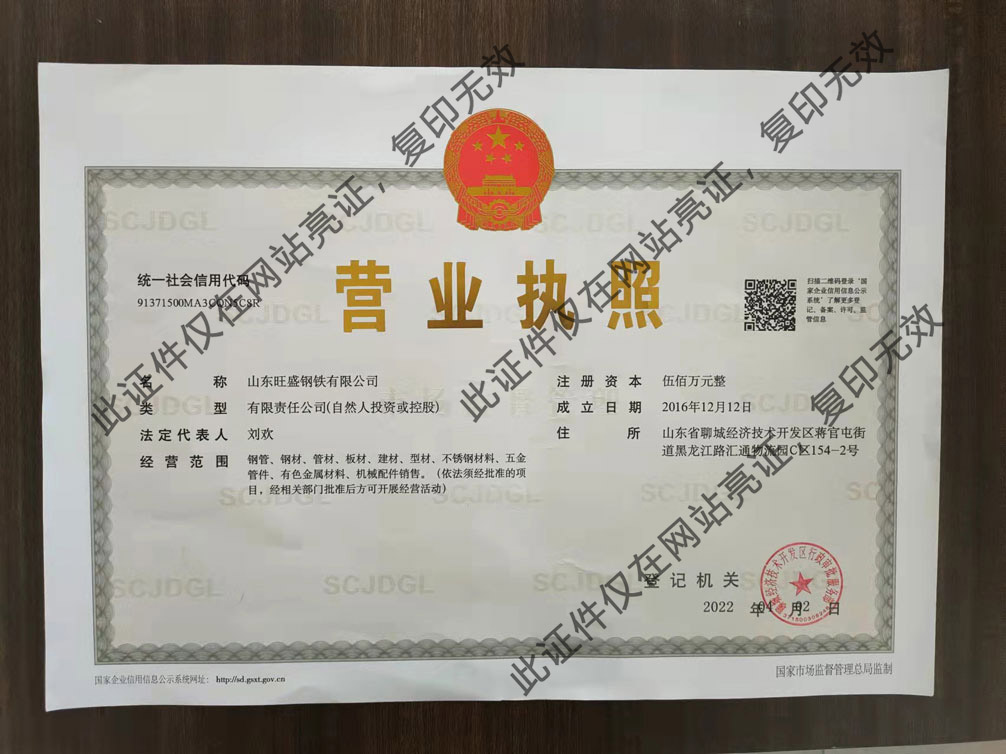 统一社会信用代码
营业执照
扫描二维码登录‘国
家企业信用信息公示
系统’了解更多登
记、备案、许可、监
管信息
名称 山东旺盛钢铁有限公司
类型 有限责任公司(自然人投资或控股)
法定代表人 刘欢
经营范围 钢管、钢材、管材、板材、建材、型材、不锈钢材料、五金
管件、有色金属材料、机械配件销售。(依法须经批准的项
目,经相关部门批准后方可开展经营活动)
注册资本 伍佰万元整
成立日期 2016年12月12日
住所 山东省聊城经济技术开发区蒋官屯街
道黑龙江路汇通物流园C区154-2号
登记机关
2022 年 04 月 02 日
国家企业信用信息公示系统网址: http://sd.gsxt.gov.cn
国家市场监督管理总局监制
此证件仅在网站亮证,复印无效
此证件仅在网站亮证,复印无效
此证件仅在网站亮证,复印无效
SCJDGL
SCJDGL
SCJDGL
SCJDGL
SCJDGL
SCJDGL